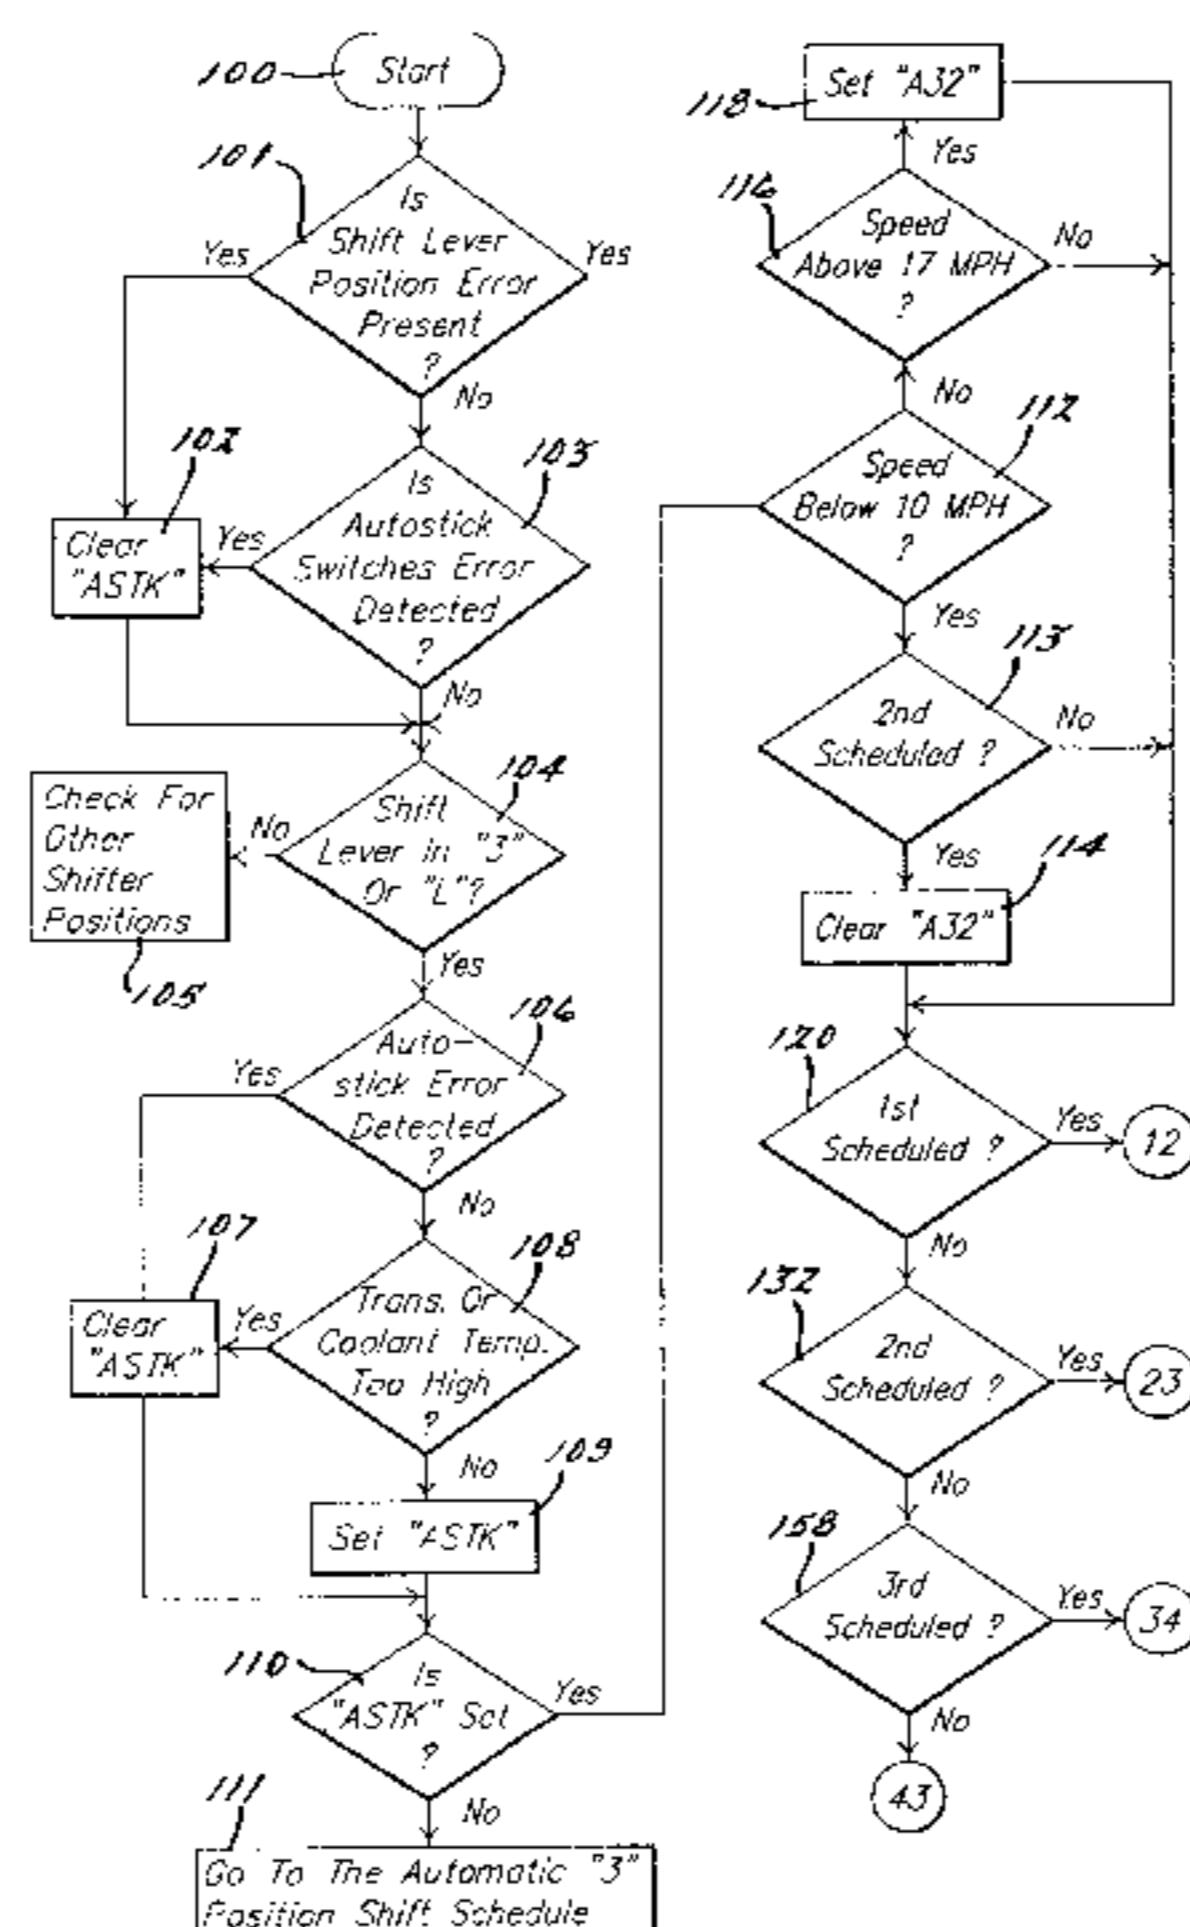 100
Start
101
Is
Shift Lever
Position Error
Present
?
Yes
Yes
No
102
Clear
"ASTK"
Yes
103
Is
Autostick
Switches Error
Detected
?
No
104
Shift
Lever in "3"
Or "L"?
No
Check For
Other
Shifter
Positions
105
Yes
106
Auto-
stick Error
Detected
?
Yes
No
107
Clear
"ASTK"
Yes
108
Trans. Or
Coolant Temp.
Too High
?
No
109
Set "ASTK"
110
Is
"ASTK" Set
?
Yes
No
111
Go To The Automatic "3"
Position Shift Schedule
118
Set "A32"
Yes
116
Speed
Above 17 MPH
?
No
No
112
Speed
Below 10 MPH
?
Yes
113
2nd
Scheduled ?
No
Yes
114
Clear "A32"
120
1st
Scheduled ?
Yes
12
No
132
2nd
Scheduled ?
Yes
23
No
158
3rd
Scheduled ?
Yes
34
No
43